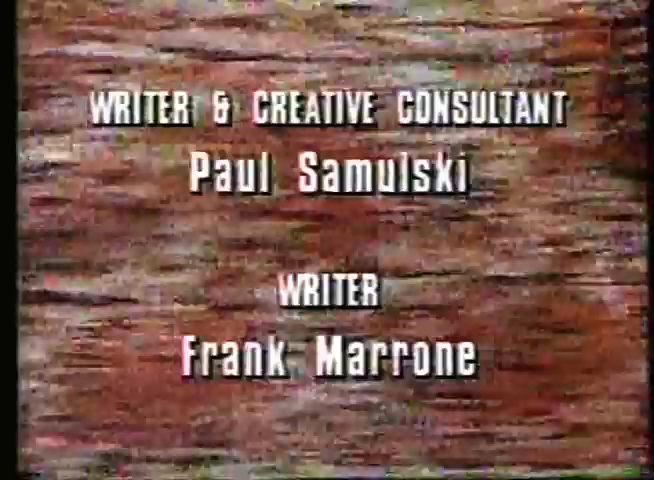 WRITER & CREATIVE CONSULTANT
Paul Samulski
WRITER
Frank Marrone